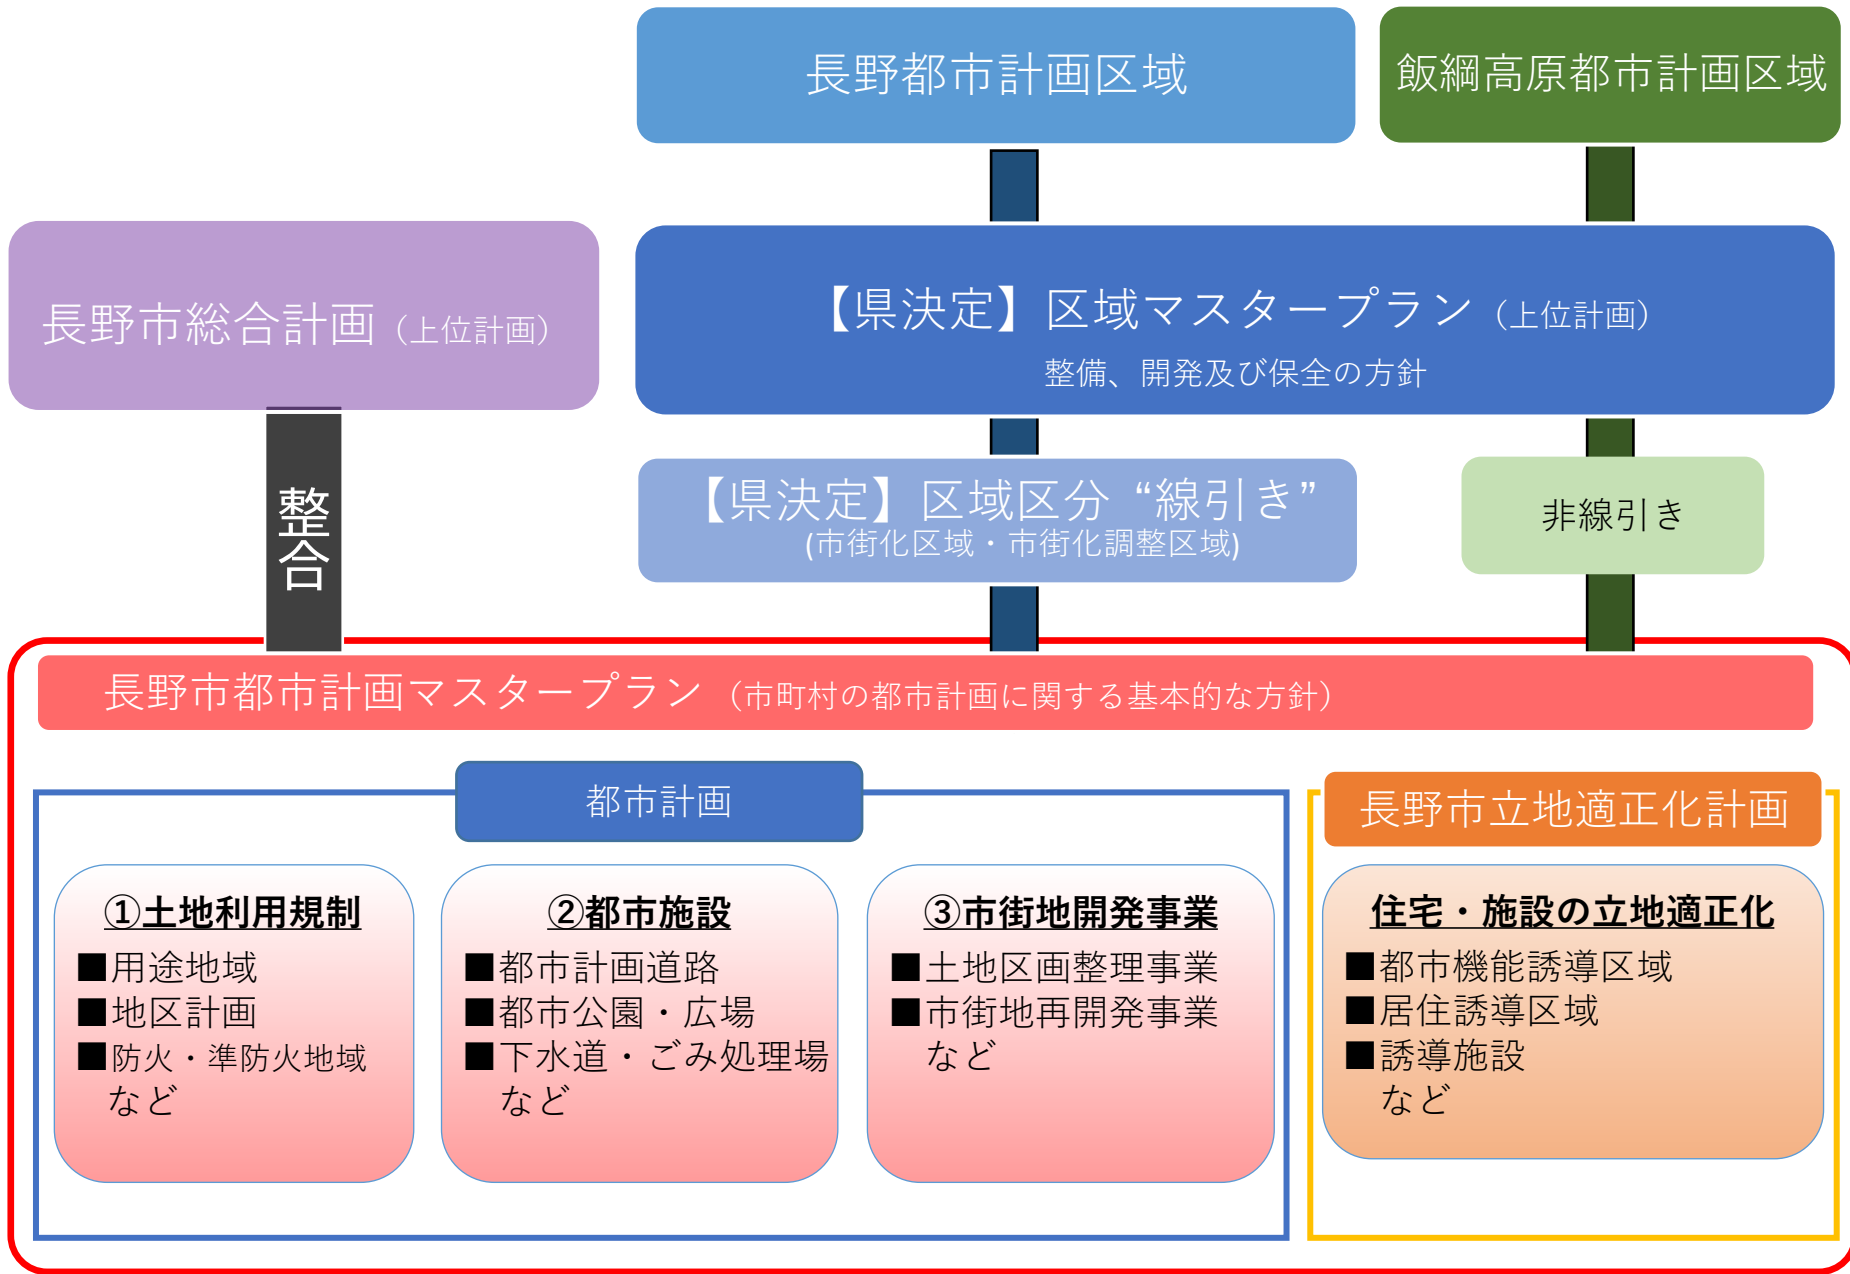 長野都市計画区域
飯綱高原都市計画区域
長野市総合計画（上位計画）
【県決定】区域マスタープラン（上位計画）
整備、開発及び保全の方針
整合
【県決定】区域区分 “線引き”
(市街化区域・市街化調整区域)
非線引き
長野市都市計画マスタープラン（市町村の都市計画に関する基本的な方針）
都市計画
長野市立地適正化計画
①土地利用規制
■用途地域
■地区計画
■防火・準防火地域
など
②都市施設
■都市計画道路
■都市公園・広場
■下水道・ごみ処理場
など
③市街地開発事業
■土地区画整理事業
■市街地再開発事業
など
住宅・施設の立地適正化
■都市機能誘導区域
■居住誘導区域
■誘導施設
など